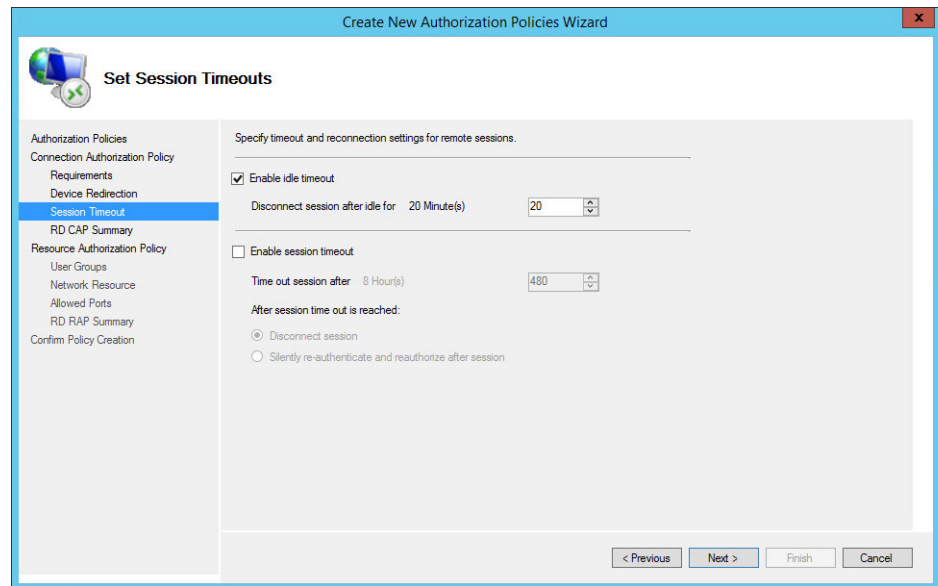 Create New Authorization Policies Wizard
x
Set Session Timeouts
Authorization Policies
Connection Authorization Policy
Requirements
Device Redirection
Session Timeout
RD CAP Summary
Resource Authorization Policy
User Groups
Network Resource
Allowed Ports
RD RAP Summary
Confirm Policy Creation
Specify timeout and reconnection settings for remote sessions.
Enable idle timeout
Disconnect session after idle for 20 Minute(s) 20
Enable session timeout
Time out session after 8 Hour(s) 480
After session time out is reached:
Disconnect session
Silently re-authenticate and reauthorize after session
< Previous Next > Finish Cancel